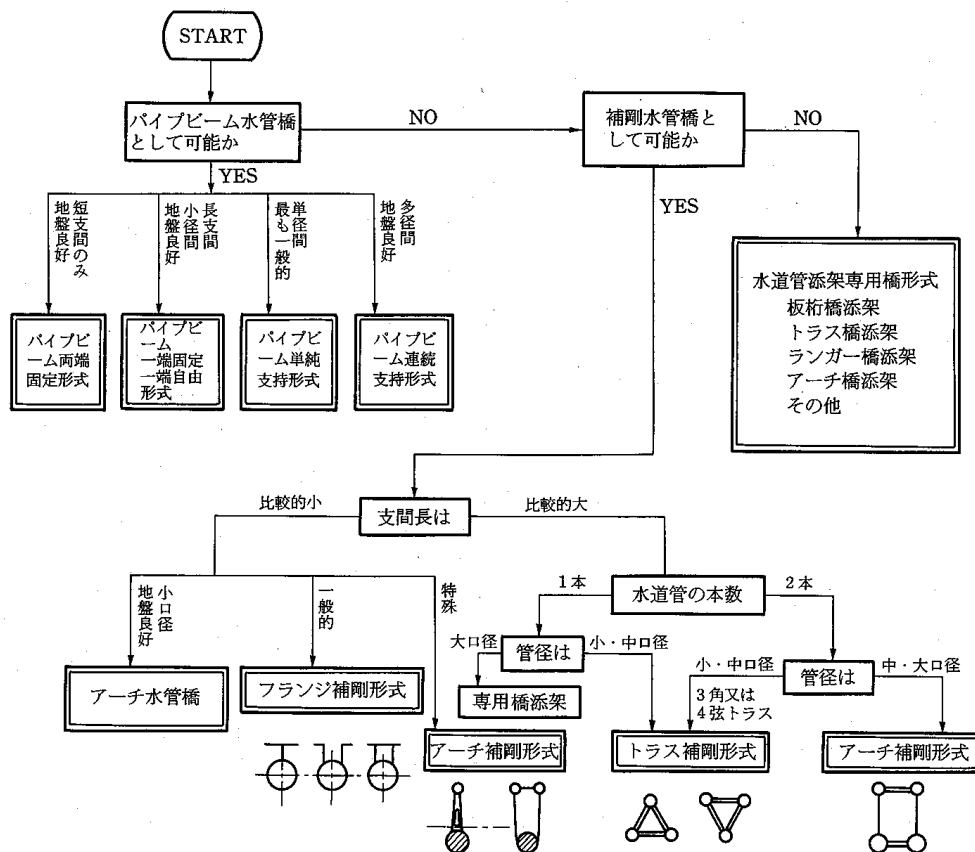 START
パイプビーム水管橋
として可能か
NO
補剛水管橋と
して可能か
NO
YES
YES
短支間のみ
地盤良好
長支間
小径間
地盤良好
単径間
最も一般的
多径間
地盤良好
パイプビ
ーム両端
固定形式
パイプビ
ーム
一端固定
一端自由
形式
パイプビ
ーム単純
支持形式
パイプビ
ーム連続
支持形式
水道管添架専用橋形式
板桁橋添架
トラス橋添架
ランガー橋添架
アーチ橋添架
その他
比較的小
支間長は
比較的大
小口径
地盤良好
一般的
特殊
1本
水道管の本数
2本
大口径
管径は
小・中口径
小・中口径
管径は
中・大口径
3角又は
4弦トラス
アーチ水管橋
フランジ補剛形式
専用橋添架
アーチ補剛形式
トラス補剛形式
アーチ補剛形式